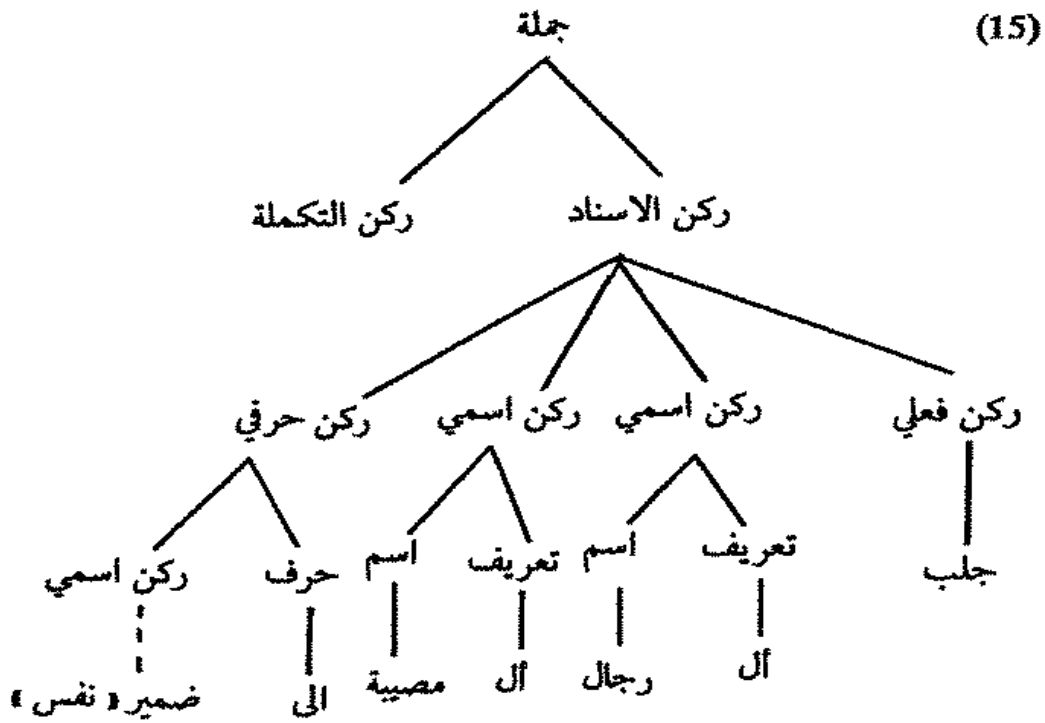 (15)
جملة
ركن الاسناد ركن التكملة
ركن فعلي ركن اسمي ركن اسمي ركن حرفي
جلب تعريف اسم تعريف اسم حرف ركن اسمي
أل رجال أل مصيبة الى ضمير « نفس »